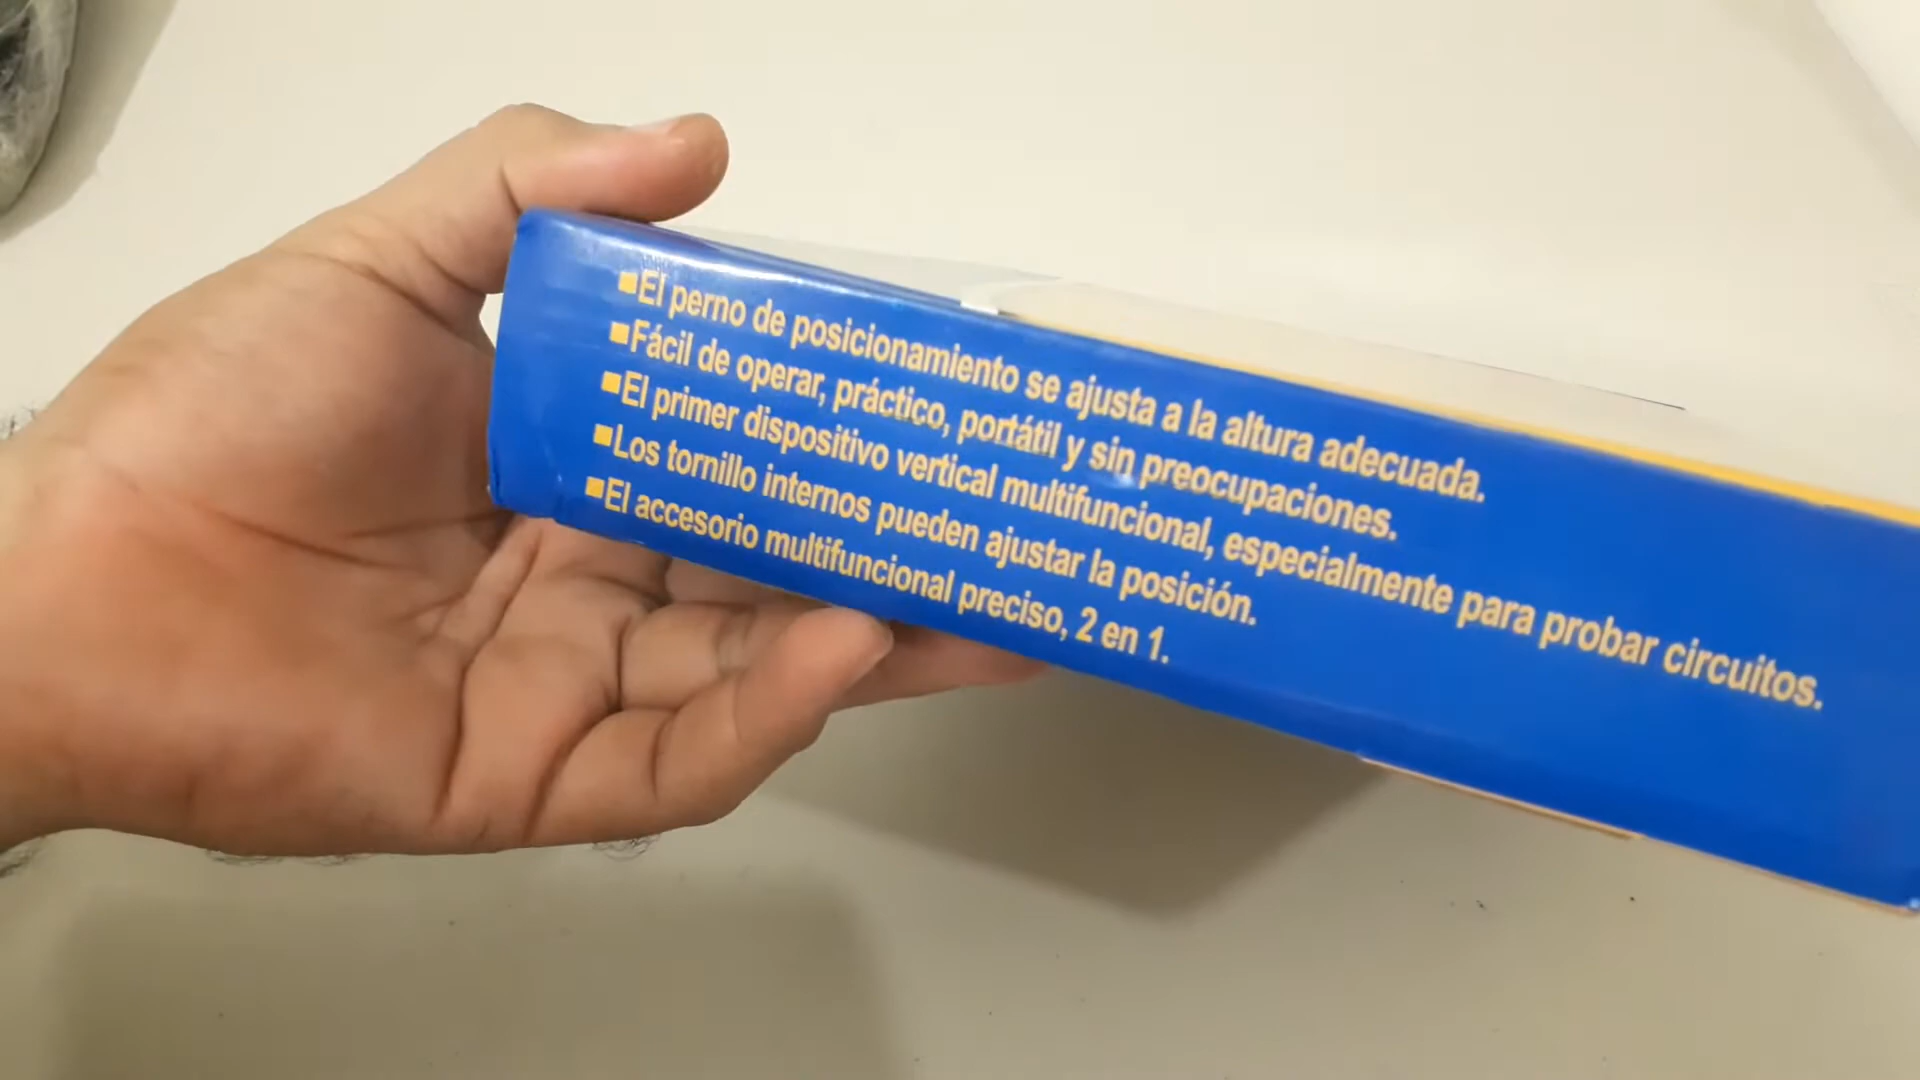 ■El perno de posicionamiento se ajusta a la altura adecuada.
■Fácil de operar, práctico, portátil y sin preocupaciones.
■El primer dispositivo vertical multifuncional, especialmente para probar circuitos.
■Los tornillo internos pueden ajustar la posición.
■El accesorio multifuncional preciso, 2 en 1.